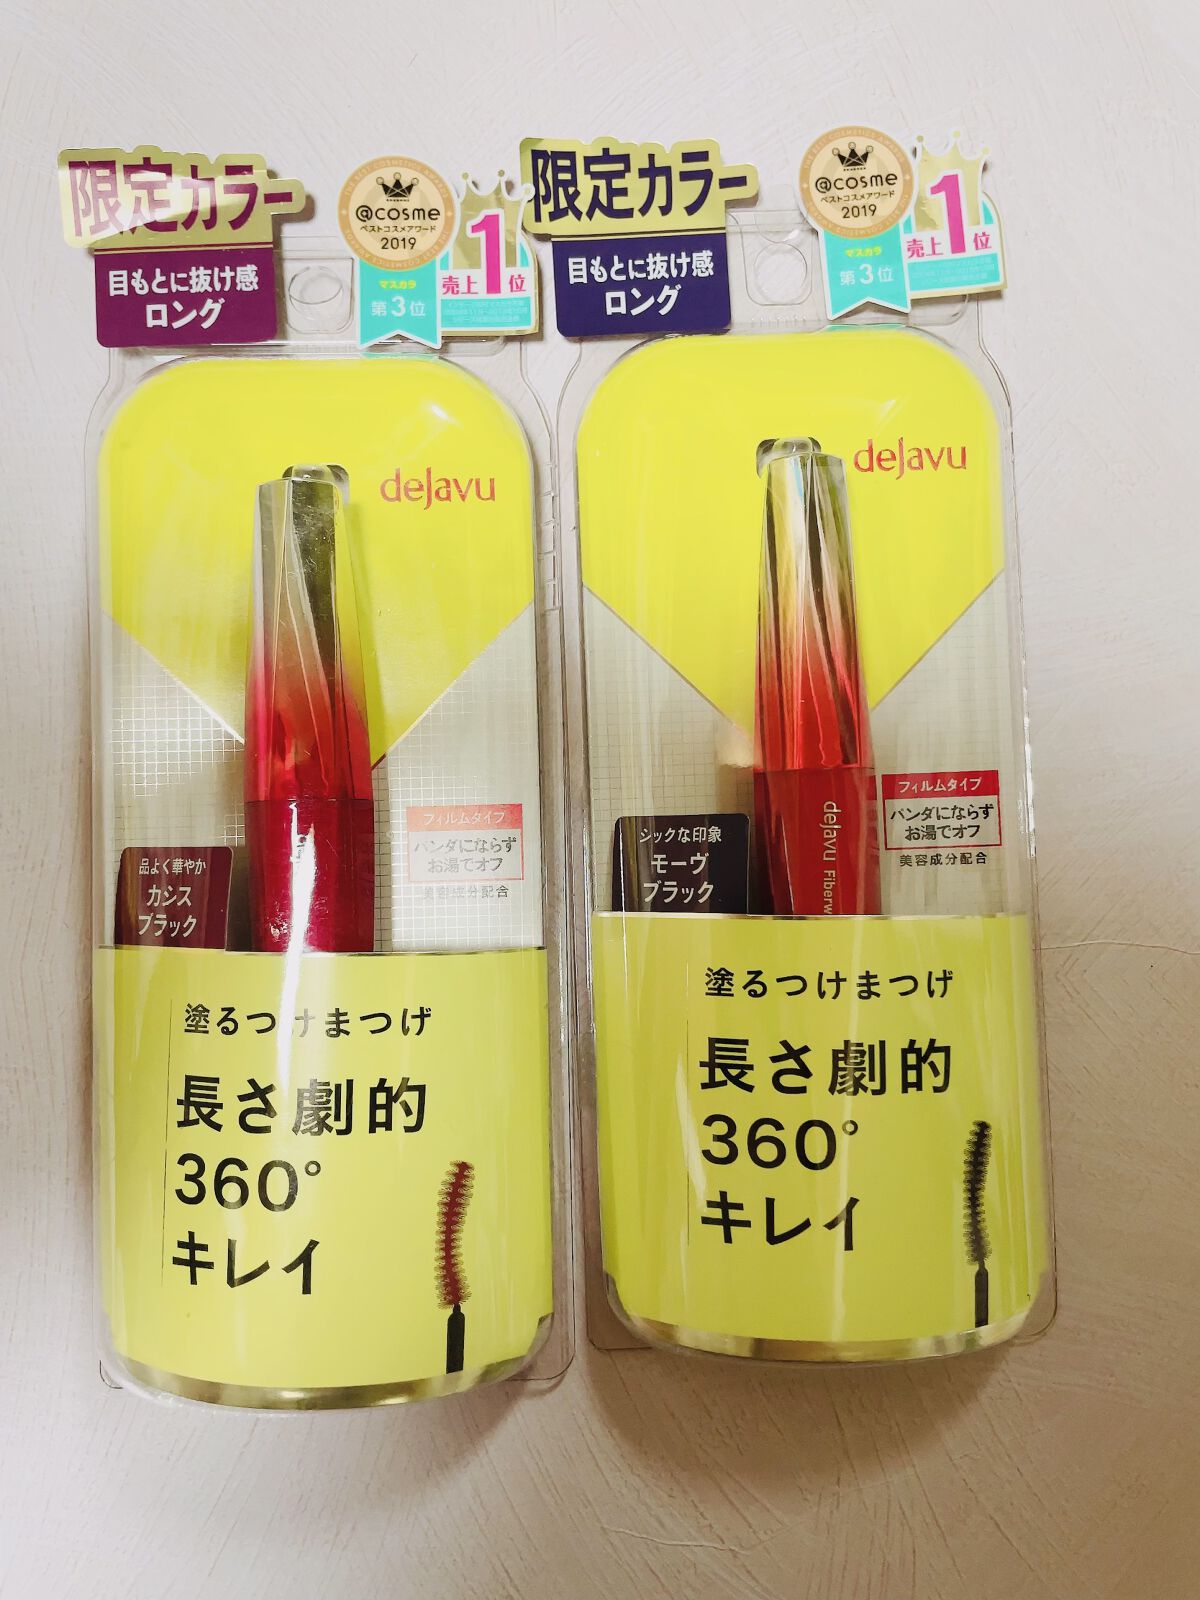 限定カラー
目もとに抜け感
ロング
@cosme
ベストコスメアワード
2019
マスカラ
第3位
売上1位
deJavu
フィルムタイプ
パンダにならず
お湯でオフ
美容成分配合
品よく華やか
カシス
ブラック
塗るつけまつげ
長さ劇的
360°
キレイ
限定カラー
目もとに抜け感
ロング
@cosme
ベストコスメアワード
2019
マスカラ
第3位
売上1位
deJavu
フィルムタイプ
パンダにならず
お湯でオフ
美容成分配合
シックな印象
モーヴ
ブラック
deJavu Fiberw
塗るつけまつげ
長さ劇的
360°
キレイ